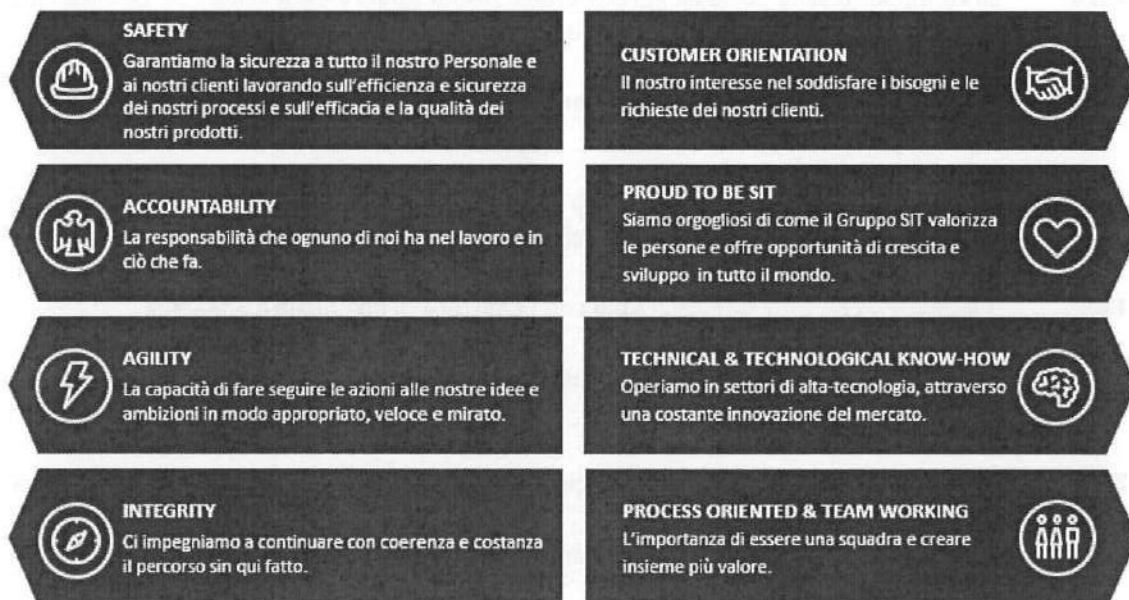 SAFETY
Garantiamo la sicurezza a tutto il nostro Personale e
ai nostri clienti lavorando sull'efficienza e sicurezza
dei nostri processi e sull'efficacia e la qualità dei
nostri prodotti.
CUSTOMER ORIENTATION
Il nostro interesse nel soddisfare i bisogni e le
richieste dei nostri clienti.
ACCOUNTABILITY
La responsabilità che ognuno di noi ha nel lavoro e in
ciò che fa.
PROUD TO BE SIT
Siamo orgogliosi di come il Gruppo SIT valorizza
le persone e offre opportunità di crescita e
sviluppo in tutto il mondo.
AGILITY
La capacità di fare seguire le azioni alle nostre idee e
ambizioni in modo appropriato, veloce e mirato.
TECHNICAL & TECHNOLOGICAL KNOW-HOW
Operiamo in settori di alta-tecnologia, attraverso
una costante innovazione del mercato.
INTEGRITY
Ci impegniamo a continuare con coerenza e costanza
il percorso sin qui fatto.
PROCESS ORIENTED & TEAM WORKING
L'importanza di essere una squadra e creare
insieme più valore.